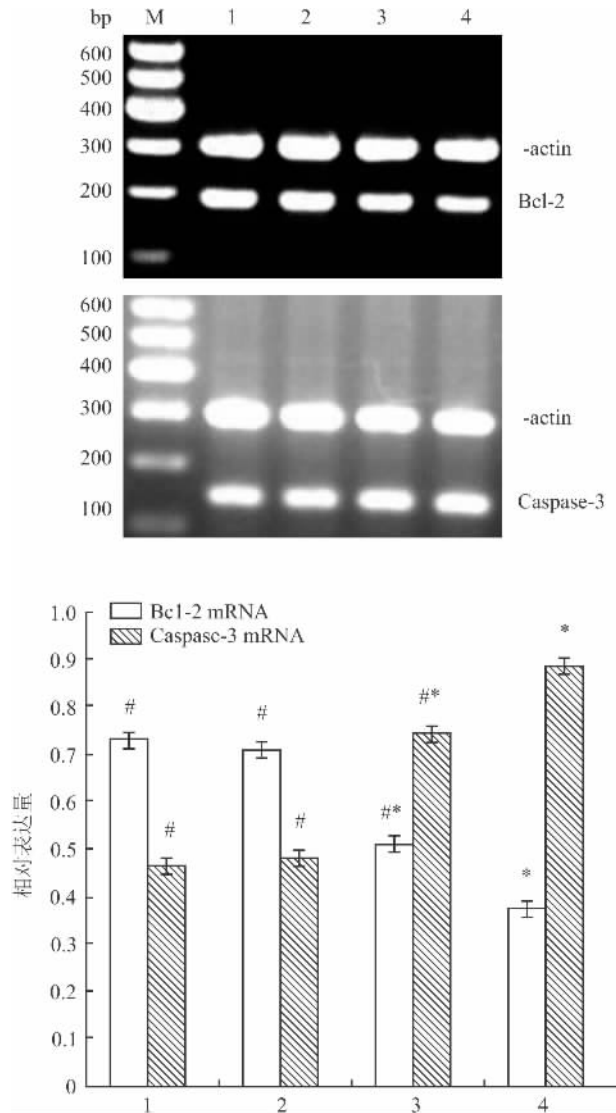 bp M 1 2 3 4
600
500
400
300 -actin
200 Bcl-2
100
600
500
400
300 -actin
200
100 Caspase-3
1.0 Bcl-2 mRNA
Caspase-3 mRNA
*
0.9
0.8
# # #*
0.7
0.6
#*
# #
0.5
*
0.4
0.3
0.2
0.1
0
相对表达量
1 2 3 4